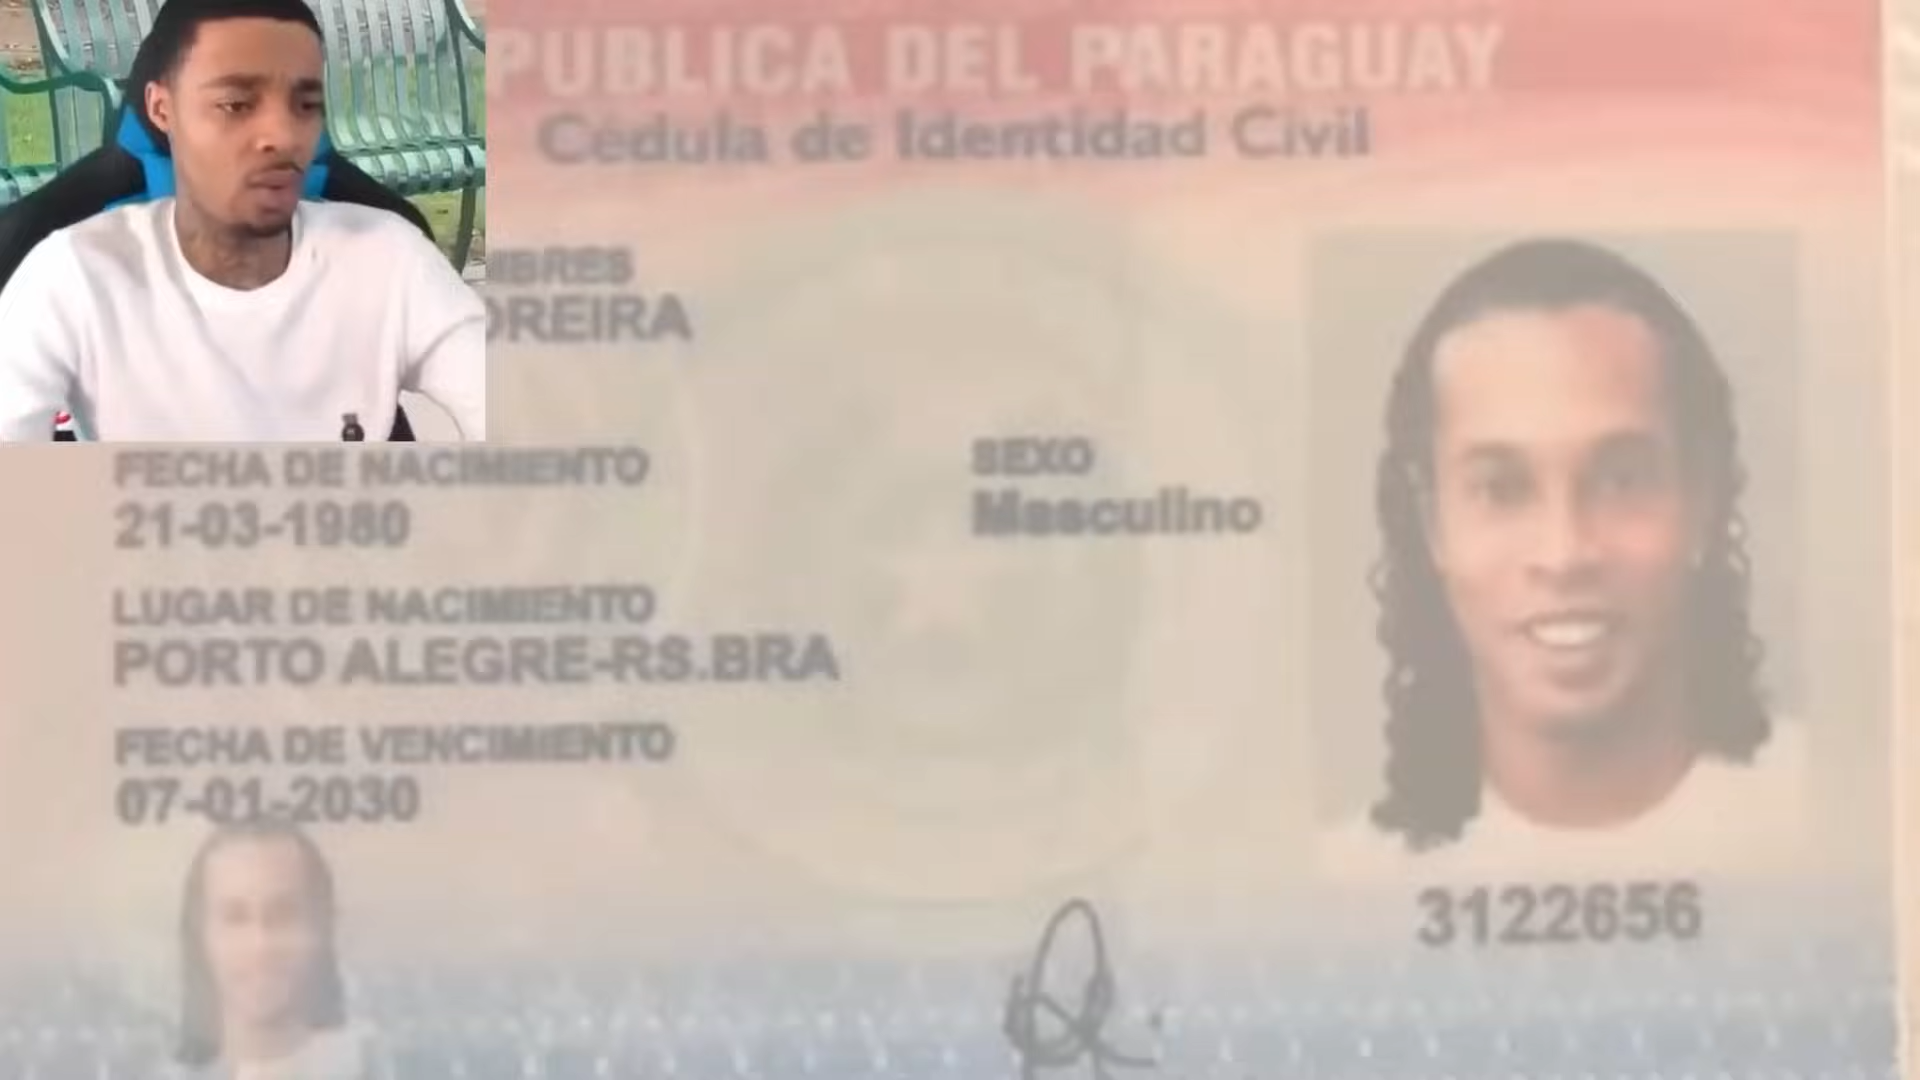 PUBLICA DEL PARAGUAY
Cédula de Identidad Civil
MBRES
OREIRA
FECHA DE NACIMIENTO
21-03-1980
SEXO
Masculino
LUGAR DE NACIMIENTO
PORTO ALEGRE-RS.BRA
FECHA DE VENCIMIENTO
07-01-2030
3122656